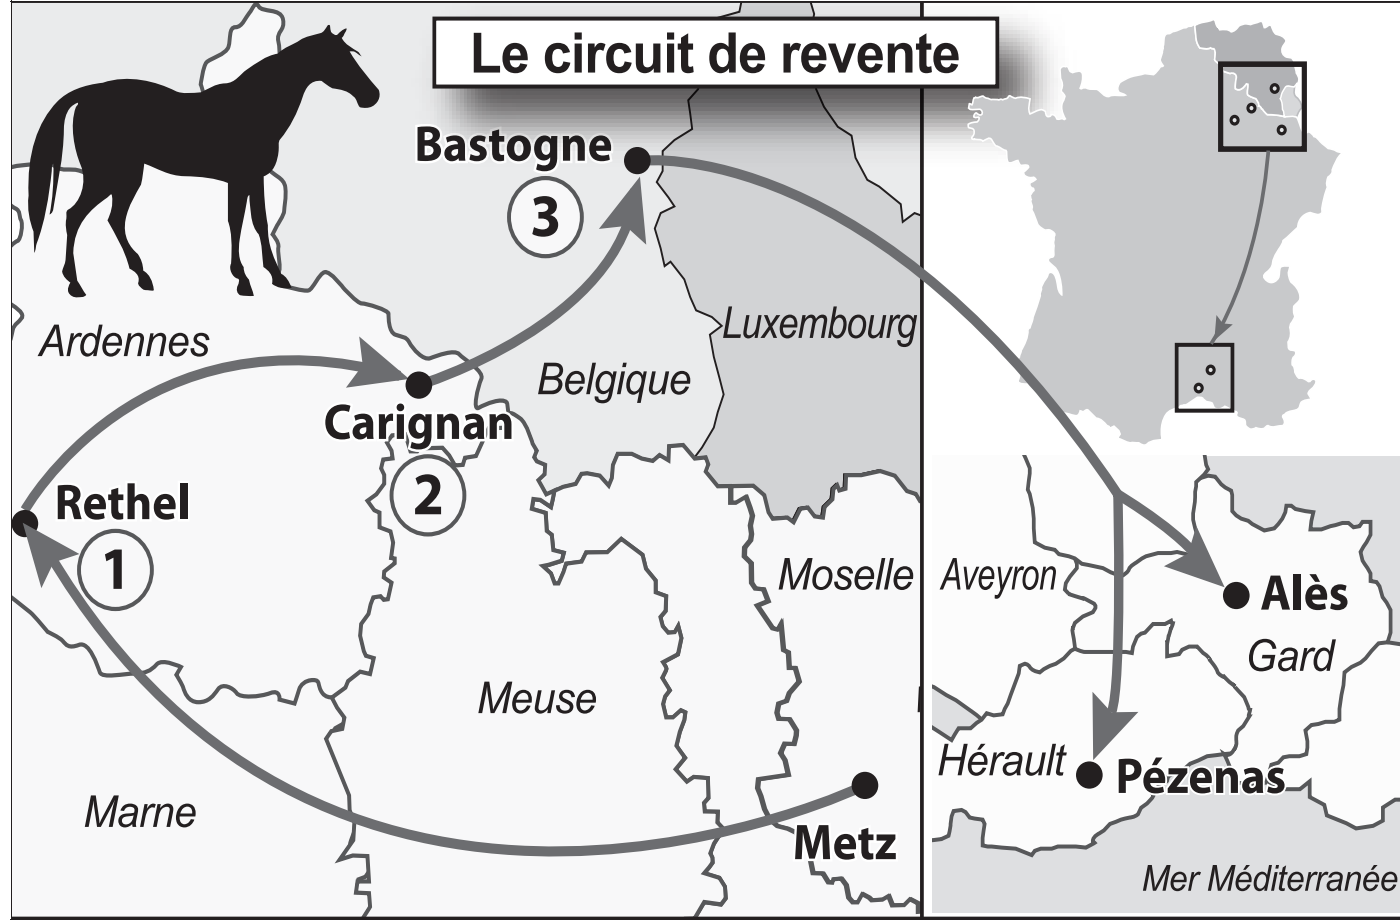 Le circuit de revente
Bastogne
3
Ardennes
Luxembourg
Belgique
Carignan
2
Rethel
1
Moselle
Meuse
Marne
Metz
Aveyron
Alès
Gard
Hérault
Pézenas
Mer Méditerranée